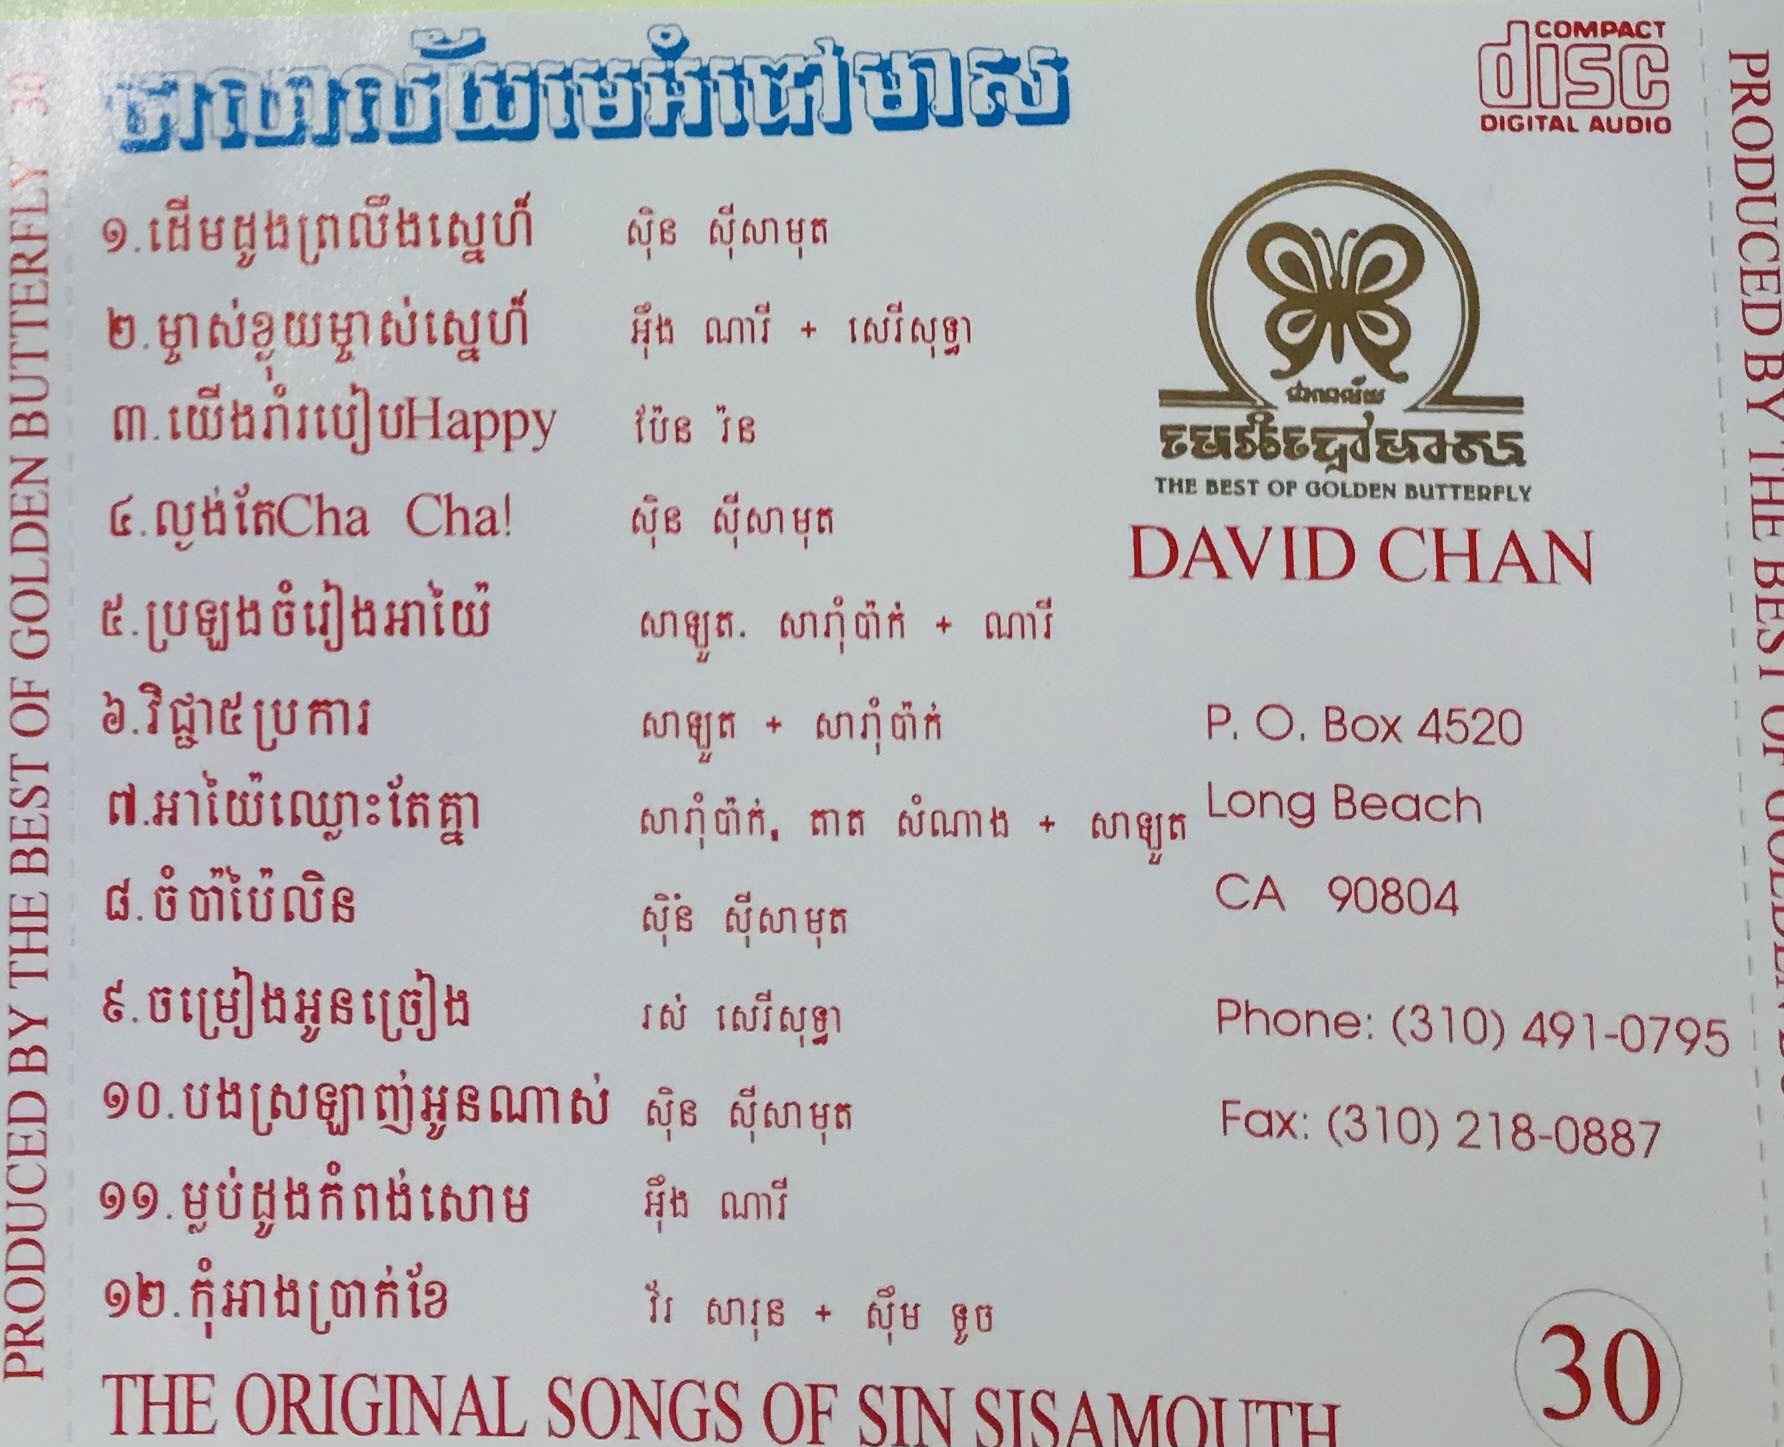 ផលាល័យមេអំបៅមាស
COMPACT
disc
DIGITAL AUDIO
១.ដើមដូងព្រលឹងស្នេហ៍ ស៊ិន ស៊ីសាមុត
២.ម្ចាស់ខ្លុយម្ចាស់ស្នេហ៍ អ៊ឹង ណារី + សេរីសុទ្ធា
៣.យើងរាំរបៀបHappy វ៉ែន រ៉ន
៤.ល្ងង់តែCha Cha! ស៊ិន ស៊ីសាមុត
៥.ប្រឡងចំរៀងអាយ៉ៃ សាឡូត. សារ៉ាំប៉ាក់ + ណារី
៦.វិជ្ជា៥ប្រការ សាឡូត + សារ៉ាំប៉ាក់
៧.អាយ៉ៃឈ្លោះតែគ្នា សារ៉ាំប៉ាក់. តាត សំណាង + សាឡូត
៨.ចំប៉ាប៉ៃលិន ស៊ិន ស៊ីសាមុត
៩.ចម្រៀងអូនច្រៀង រស់ សេរីសុទ្ធា
១០.បងស្រឡាញ់អូនណាស់ ស៊ិន ស៊ីសាមុត
១១.ម្លប់ដូងកំពង់សោម អ៊ឹង ណារី
១២.កុំអាងប្រាក់ខែ វ័រ សារុន + ស៊ឹម ទូច
THE ORIGINAL SONGS OF SIN SISAMOUTH
មេអំបៅមាស
THE BEST OF GOLDEN BUTTERFLY
DAVID CHAN
P. O. Box 4520
Long Beach
CA 90804
Phone: (310) 491-0795
Fax: (310) 218-0887
30
PRODUCED BY THE BEST OF GOLDEN BUTTERFLY 30
PRODUCED BY THE BEST OF GOLDEN